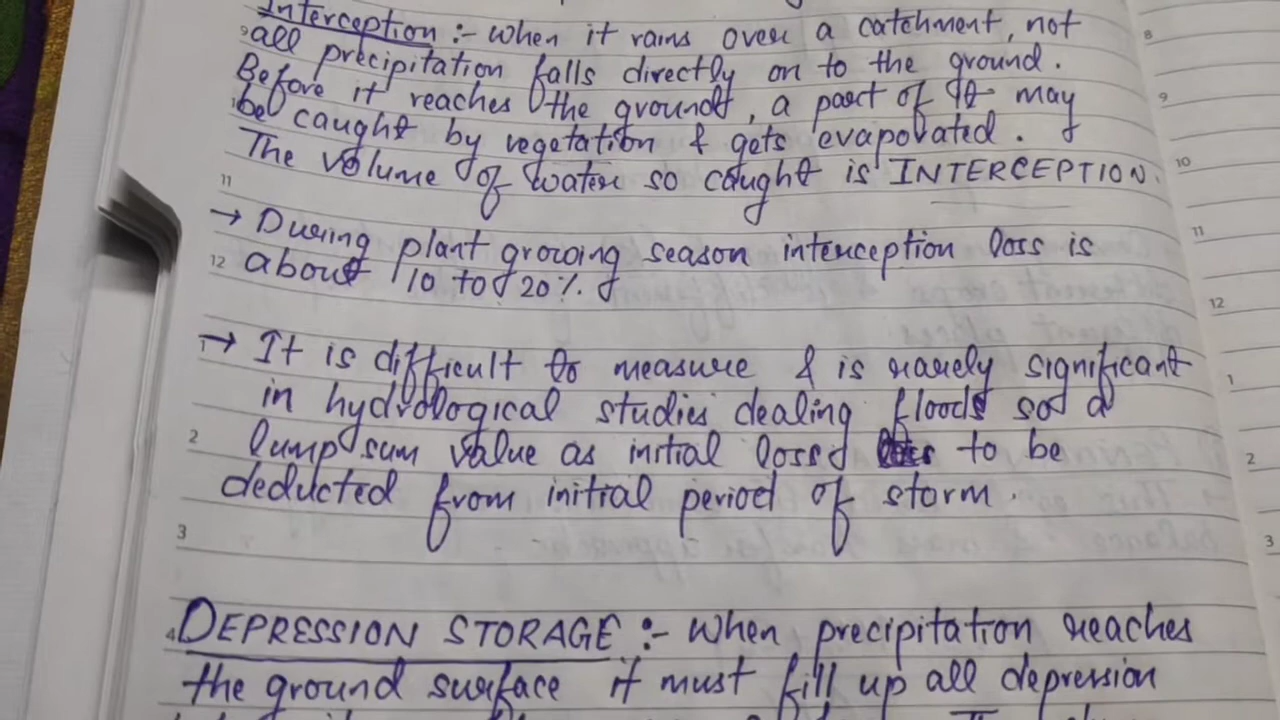 Interception :- When it rains over a catchment, not
all precipitation falls directly on to the ground.
Before it reaches the ground, a part of It may
be caught by vegetation & gets evaporated.
The volume of water so caught is INTERCEPTION.
→ During plant growing season interception loss is
about 10 to 20%.
→ It is difficult to measure & is rarely significant
in hydrological studies dealing floods so a
lump sum value as initial loss to be
deducted from initial period of storm.
DEPRESSION STORAGE :- When precipitation reaches
the ground surface it must fill up all depression